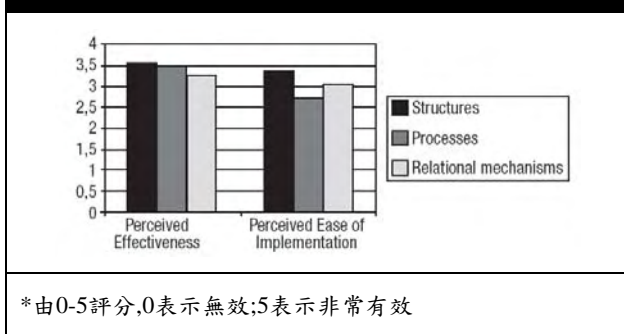 4
3,5
3
2,5
2
1,5
1
0,5
0
Perceived
Effectiveness
Perceived Ease of
Implementation
Structures
Processes
Relational mechanisms
*由0-5評分,0表示無效;5表示非常有效